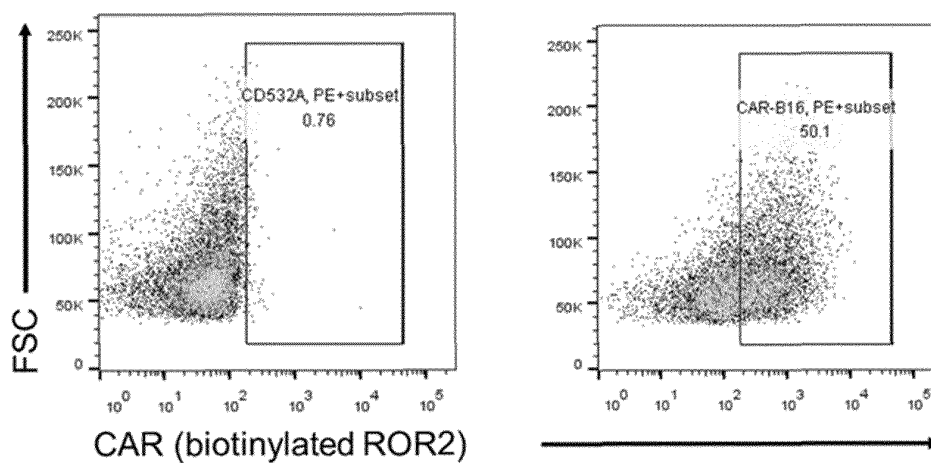 250K
200K
150K
100K
50K
0
CD532A, PE+subset
0.76
10^0 10^1 10^2 10^3 10^4 10^5
250K
200K
150K
100K
50K
0
CAR-B16, PE+subset
50.1
10^0 10^1 10^2 10^3 10^4 10^5
FSC
CAR (biotinylated ROR2)